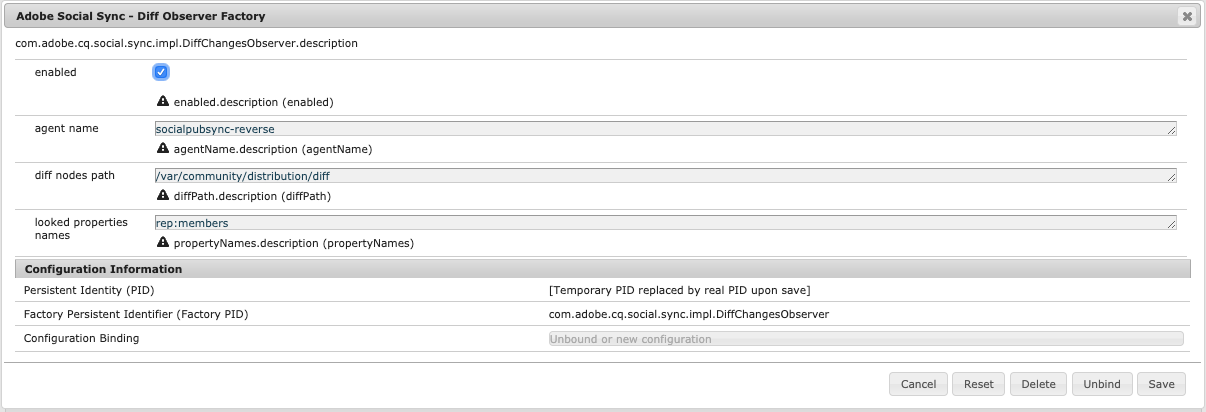 Adobe Social Sync - Diff Observer Factory
com.adobe.cq.social.sync.impl.DiffChangesObserver.description
enabled
enabled.description (enabled)
agent name
socialpubsync-reverse
agentName.description (agentName)
diff nodes path
/var/community/distribution/diff
diffPath.description (diffPath)
looked properties
names
rep:members
propertyNames.description (propertyNames)
Configuration Information
Persistent Identity (PID) [Temporary PID replaced by real PID upon save]
Factory Persistent Identifier (Factory PID) com.adobe.cq.social.sync.impl.DiffChangesObserver
Configuration Binding Unbound or new configuration
Cancel Reset Delete Unbind Save